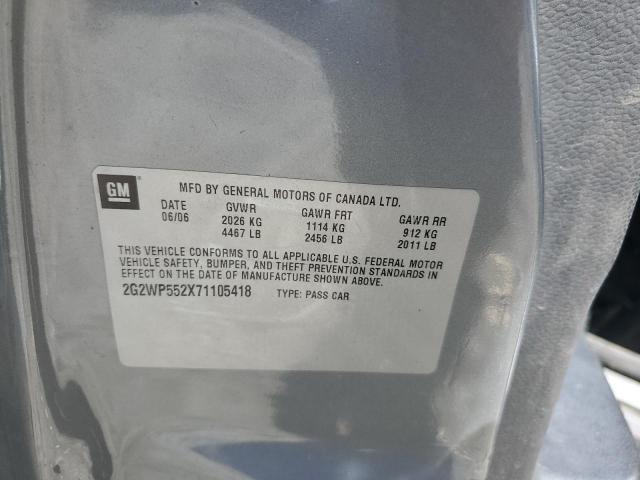 GM
MFD BY GENERAL MOTORS OF CANADA LTD.
DATE GVWR GAWR FRT GAWR RR
06/06 2026 KG 1114 KG 912 KG
4467 LB 2456 LB 2011 LB
THIS VEHICLE CONFORMS TO ALL APPLICABLE U.S. FEDERAL MOTOR
VEHICLE SAFETY, BUMPER, AND THEFT PREVENTION STANDARDS IN
EFFECT ON THE DATE OF MANUFACTURE SHOWN ABOVE.
2G2WP552X71105418 TYPE: PASS CAR